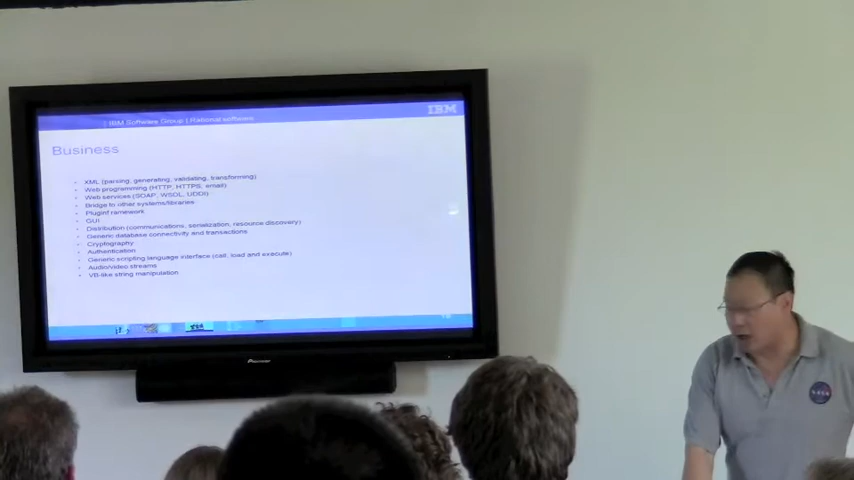 IBM Software Group | Rational software
IBM
Business
XML (parsing, generating, validating, transforming)
Web programming (HTTP, HTTPS, email)
Web services (SOAP, WSDL, UDDI)
Bridge to other systems/libraries
Plugin framework
GUI
Distribution (communications, serialization, resource discovery)
Generic database connectivity and transactions
Cryptography
Authentication
Generic scripting language interface (call, load and execute)
Audio/video streams
VB-like string manipulation
Pioneer
NASA